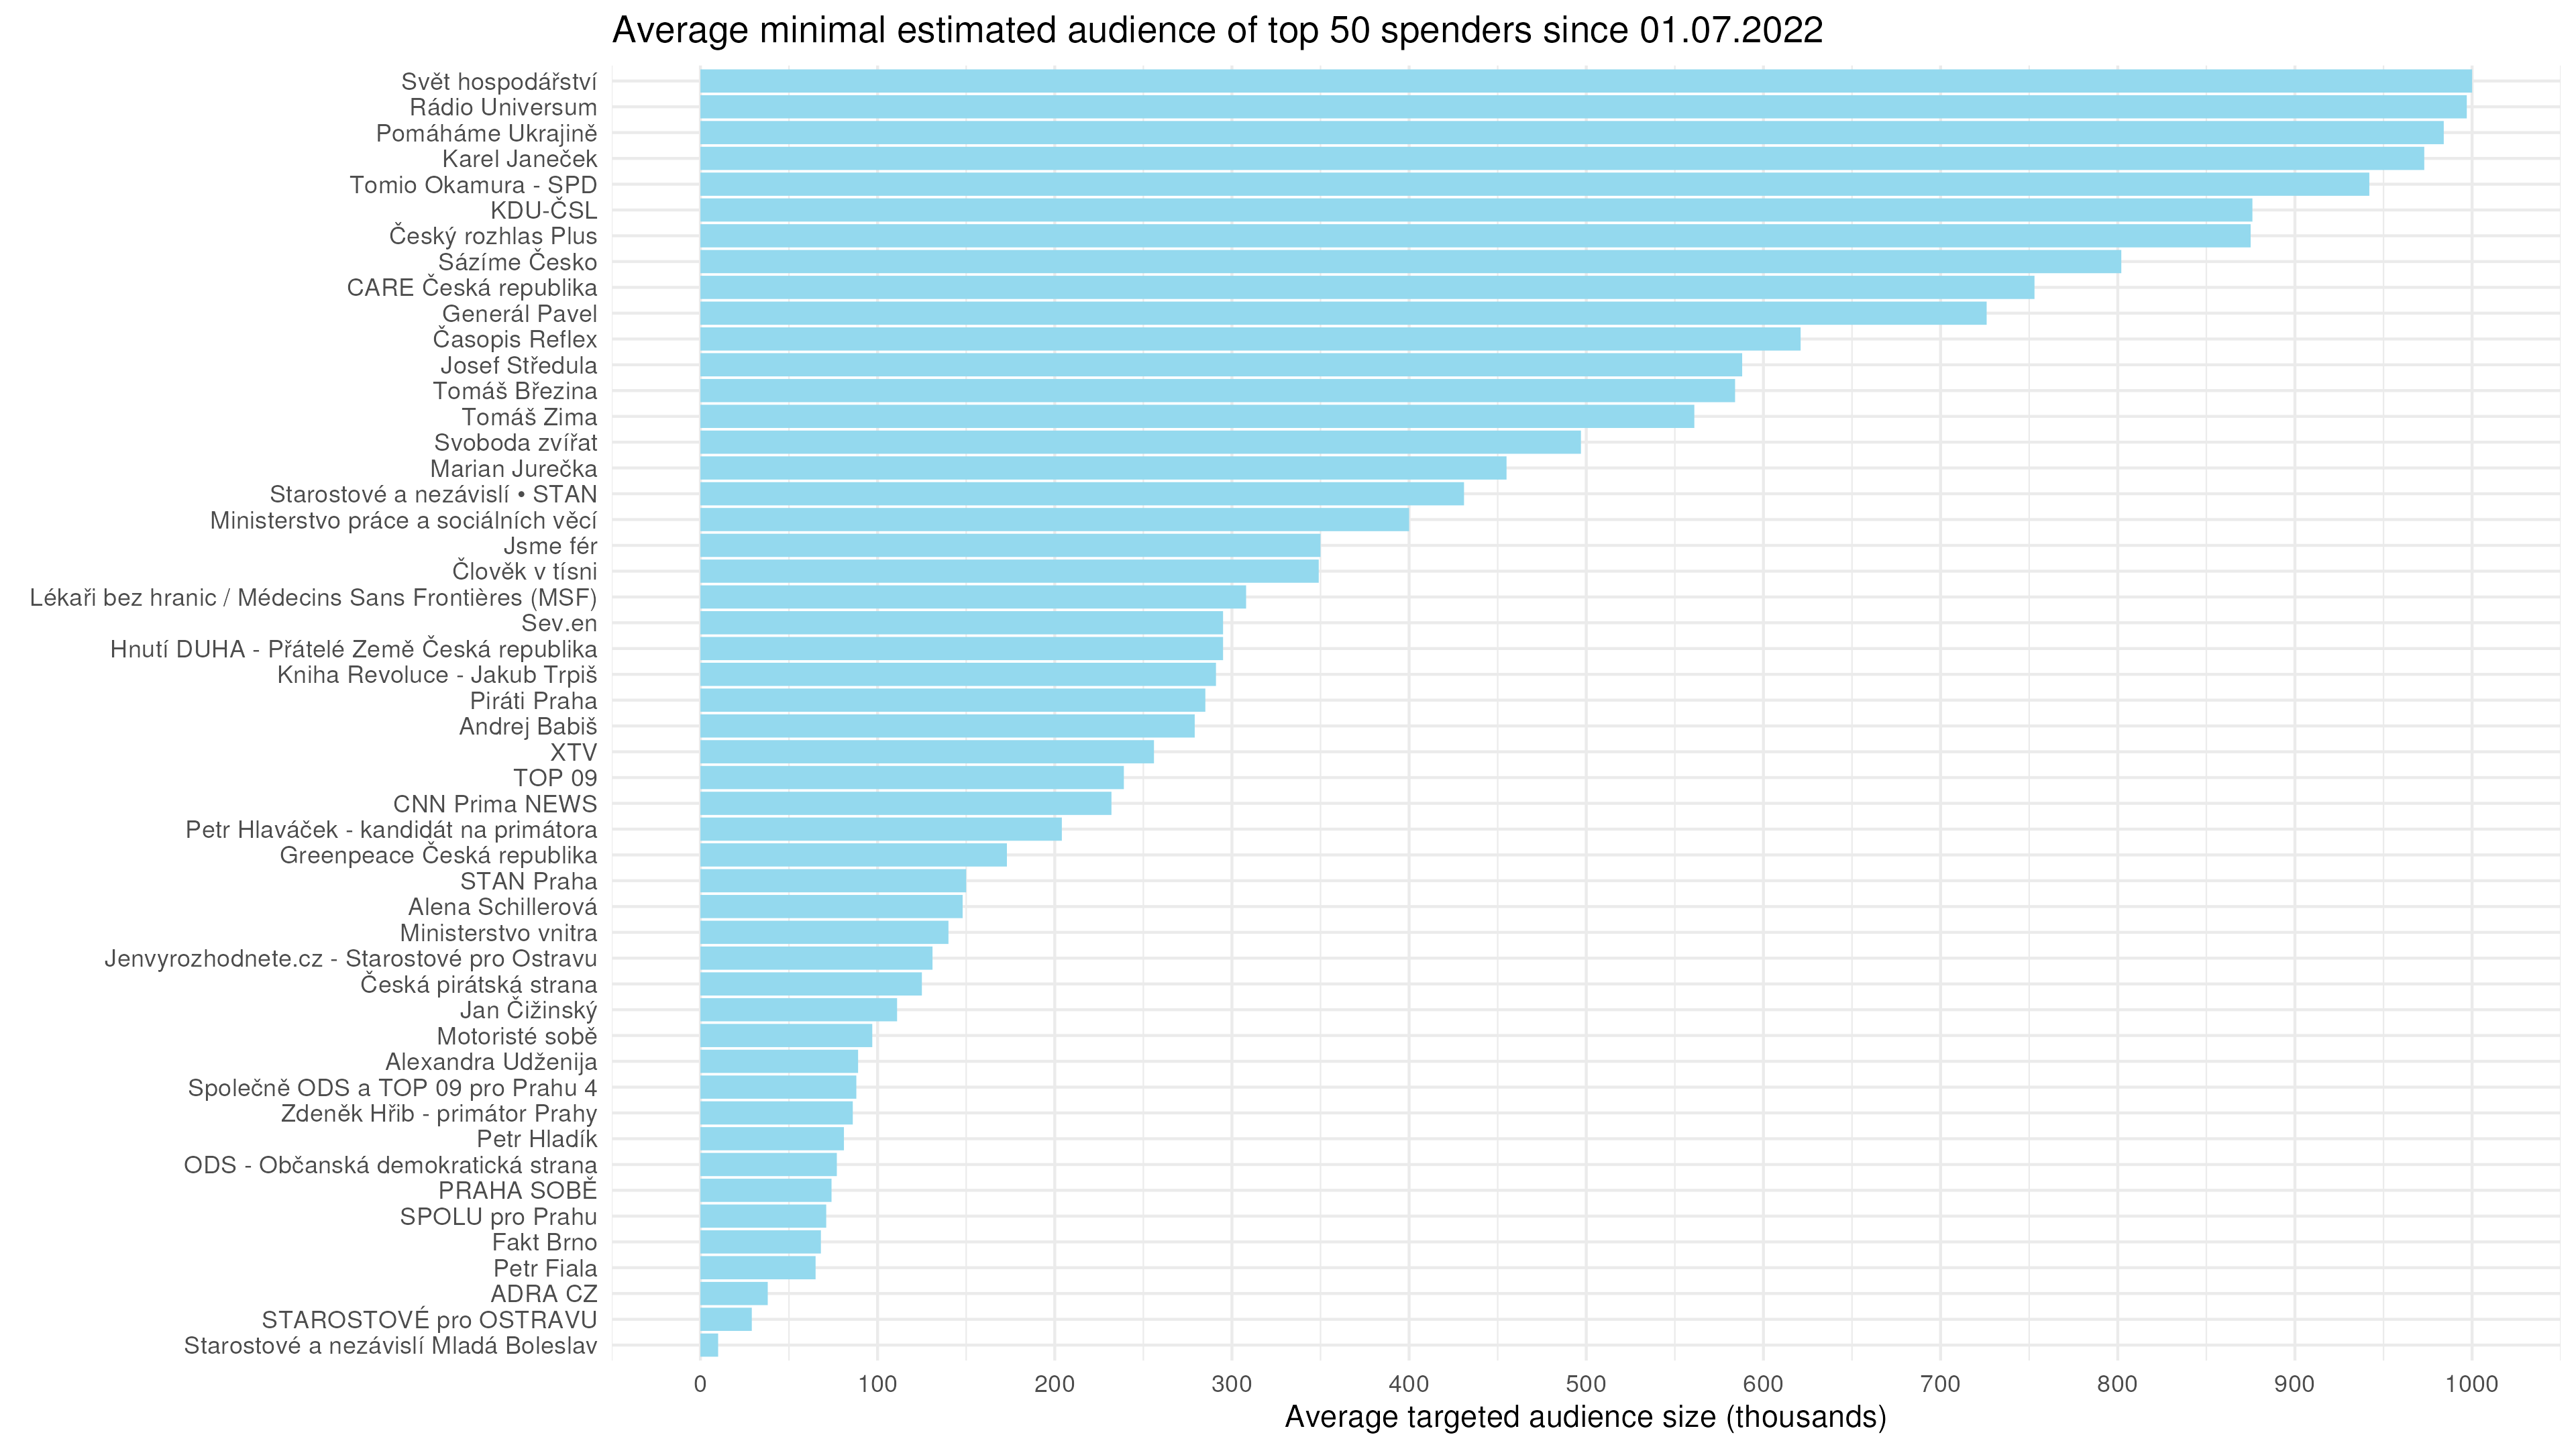 Average minimal estimated audience of top 50 spenders since 01.07.2022
Svět hospodářství
Rádio Universum
Pomáháme Ukrajině
Karel Janeček
Tomio Okamura - SPD
KDU-ČSL
Český rozhlas Plus
Sázíme Česko
CARE Česká republika
Generál Pavel
Časopis Reflex
Josef Středula
Tomáš Březina
Tomáš Zima
Svoboda zvířat
Marian Jurečka
Starostové a nezávislí • STAN
Ministerstvo práce a sociálních věcí
Jsme fér
Člověk v tísni
Lékaři bez hranic / Médecins Sans Frontières (MSF)
Sev.en
Hnutí DUHA - Přátelé Země Česká republika
Kniha Revoluce - Jakub Trpiš
Piráti Praha
Andrej Babiš
XTV
TOP 09
CNN Prima NEWS
Petr Hlaváček - kandidát na primátora
Greenpeace Česká republika
STAN Praha
Alena Schillerová
Ministerstvo vnitra
Jenvyrozhodnete.cz - Starostové pro Ostravu
Česká pirátská strana
Jan Čižinský
Motoristé sobě
Alexandra Udženija
Společně ODS a TOP 09 pro Prahu 4
Zdeněk Hřib - primátor Prahy
Petr Hladík
ODS - Občanská demokratická strana
PRAHA SOBĚ
SPOLU pro Prahu
Fakt Brno
Petr Fiala
ADRA CZ
STAROSTOVÉ pro OSTRAVU
Starostové a nezávislí Mladá Boleslav
0 100 200 300 400 500 600 700 800 900 1000
Average targeted audience size (thousands)